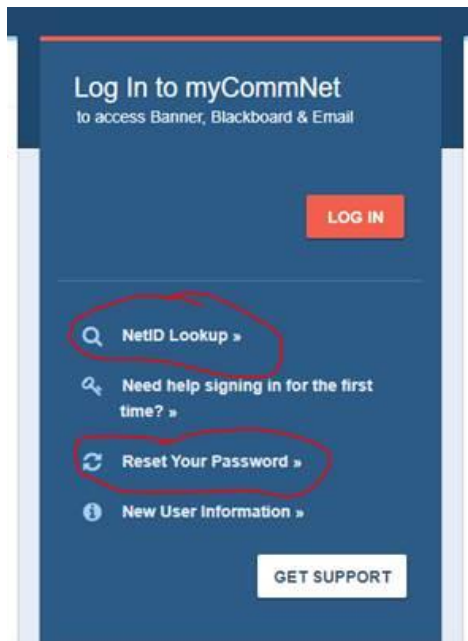 Log In to myCommNet
to access Banner, Blackboard & Email
LOG IN
NetID Lookup »
Need help signing in for the first
time? »
Reset Your Password »
New User Information »
GET SUPPORT